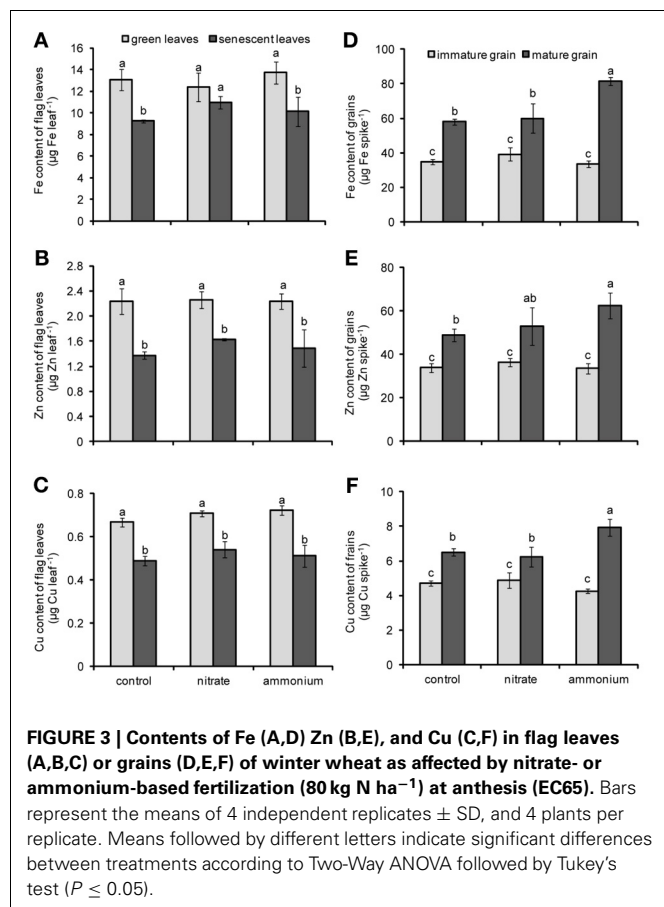 A
green leaves senescent leaves
Fe content of flag leaves
(µg Fe leaf⁻¹)
16
14
12
10
8
6
4
2
0
a
b
a
a
a
b
B
Zn content of flag leaves
(µg Zn leaf⁻¹)
2.8
2.4
2.0
1.6
1.2
0.8
0.4
0
a
b
a
b
a
b
C
Cu content of flag leaves
(µg Cu leaf⁻¹)
0.8
0.6
0.4
0.2
0
a
b
a
b
a
b
control nitrate ammonium
D
immature grain mature grain
Fe content of grains
(µg Fe spike⁻¹)
100
80
60
40
20
0
c
b
c
b
c
a
E
Zn content of grains
(µg Zn spike⁻¹)
80
60
40
20
0
c
b
c
ab
c
a
F
Cu content of frains
(µg Cu spike⁻¹)
10
8
6
4
2
0
c
b
c
b
c
a
control nitrate ammonium
FIGURE 3 | Contents of Fe (A,D) Zn (B,E), and Cu (C,F) in flag leaves
(A,B,C) or grains (D,E,F) of winter wheat as affected by nitrate- or
ammonium-based fertilization (80 kg N ha⁻¹) at anthesis (EC65). Bars
represent the means of 4 independent replicates ± SD, and 4 plants per
replicate. Means followed by different letters indicate significant differences
between treatments according to Two-Way ANOVA followed by Tukey's
test (P ≤ 0.05).